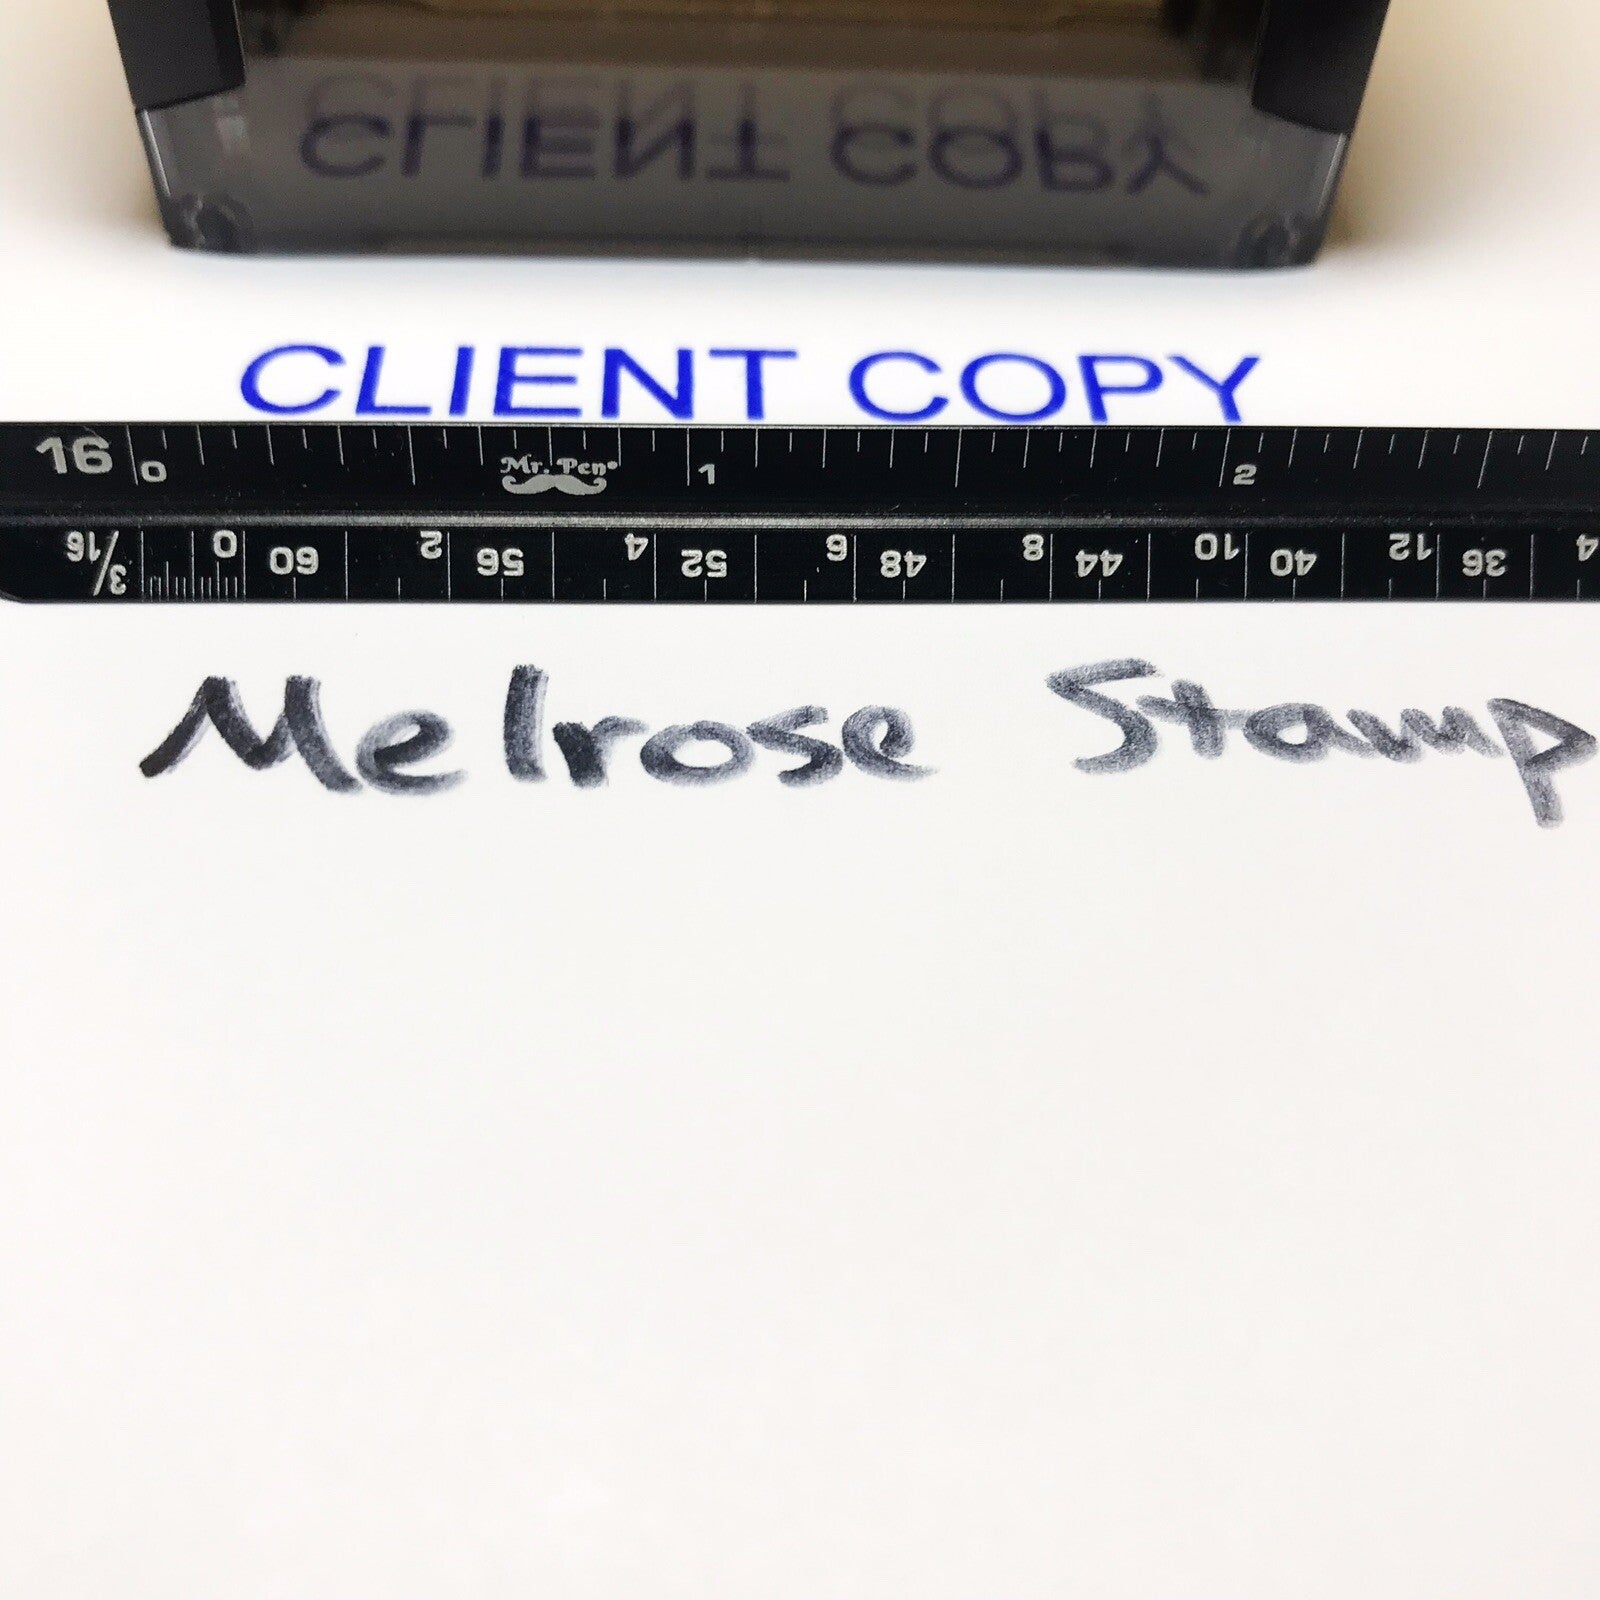 CLIENT COPY
CLIENT COPY
16 0 Mr. Pen® 1 2
3/16 0 60 2 56 4 52 6 48 8 44 10 40 12 36 4
Melrose Stamp